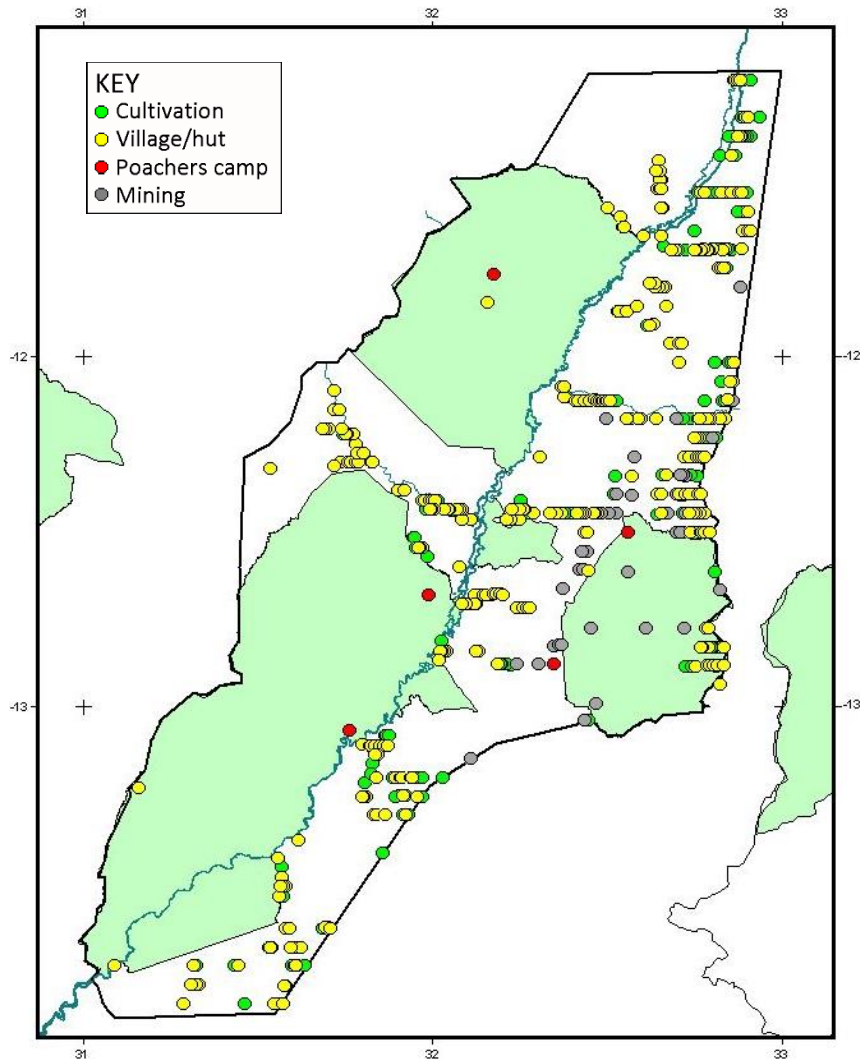 31 32 33
KEY
Cultivation
Village/hut
Poachers camp
Mining
-12 -12
-13 -13
31 32 33